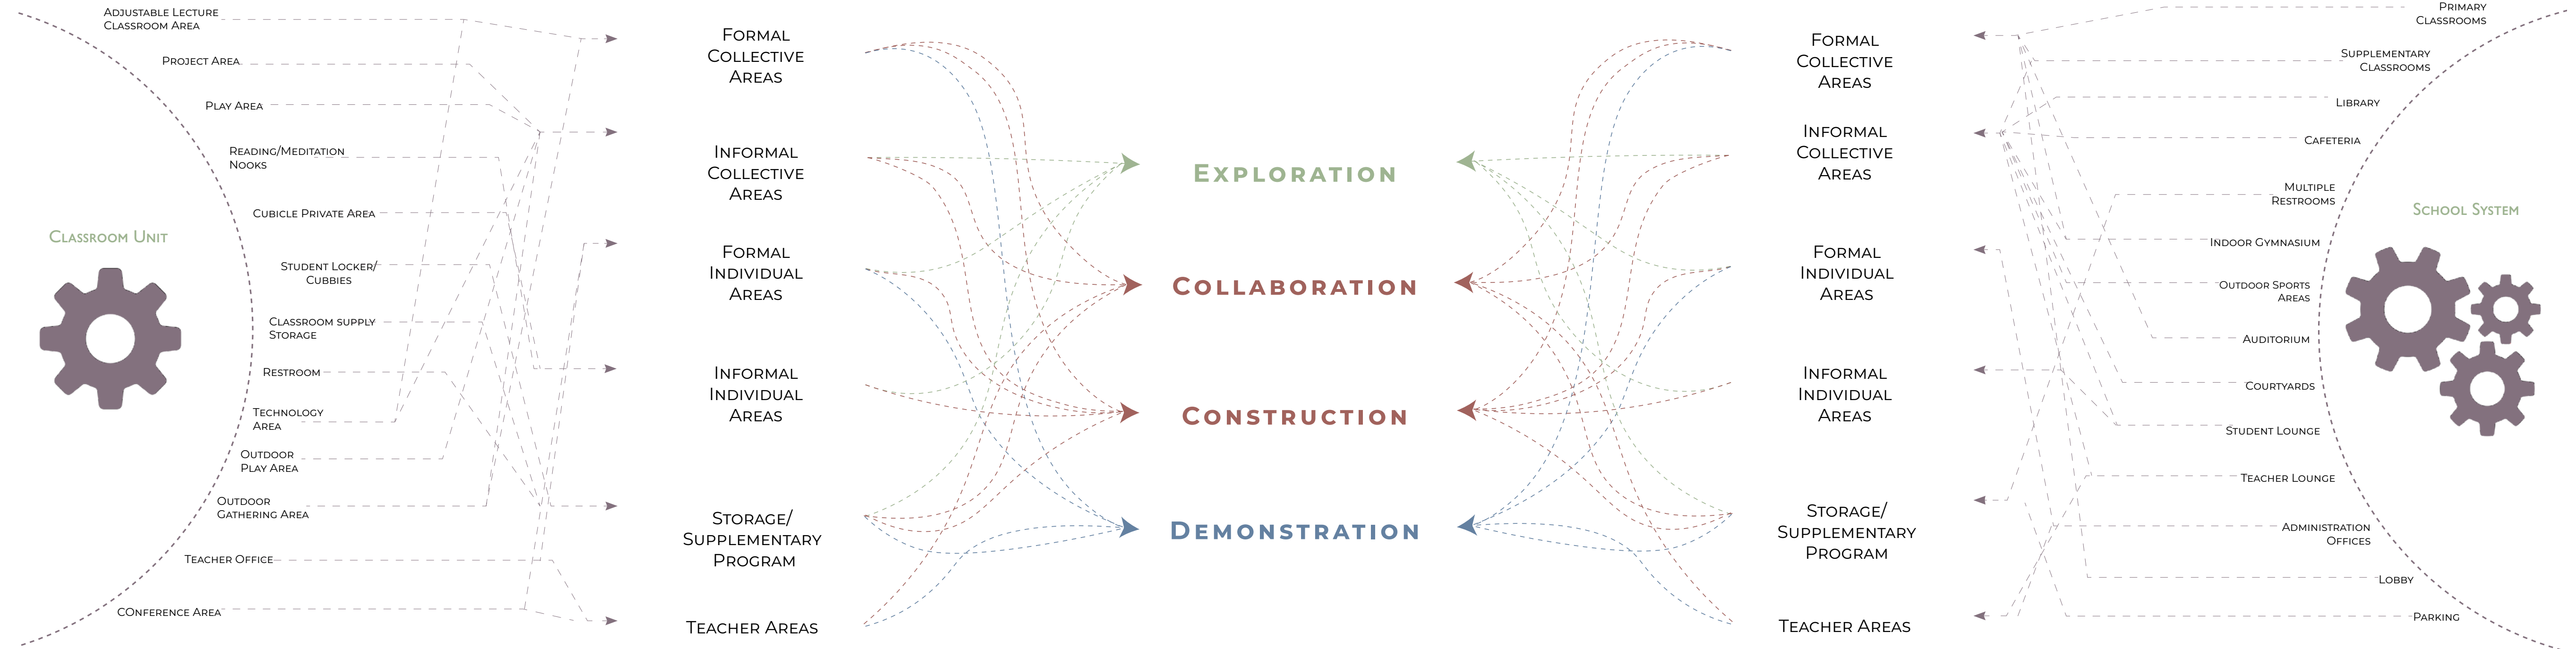 Classroom Unit
Adjustable Lecture
Classroom Area
Project Area
Play Area
Reading/Meditation
Nooks
Cubicle Private Area
Student Locker/
Cubbies
Classroom supply
Storage
Restroom
Technology
Area
Outdoor
Play Area
Outdoor
Gathering Area
Teacher Office
COnference Area
Formal
Collective
Areas
Informal
Collective
Areas
Formal
Individual
Areas
Informal
Individual
Areas
Storage/
Supplementary
Program
Teacher Areas
Exploration
Collaboration
Construction
Demonstration
Formal
Collective
Areas
Informal
Collective
Areas
Formal
Individual
Areas
Informal
Individual
Areas
Storage/
Supplementary
Program
Teacher Areas
Primary
Classrooms
Supplementary
Classrooms
Library
Cafeteria
Multiple
Restrooms
Indoor Gymnasium
Outdoor Sports
Areas
Auditorium
Courtyards
Student Lounge
Teacher Lounge
Administration
Offices
Lobby
Parking
School System